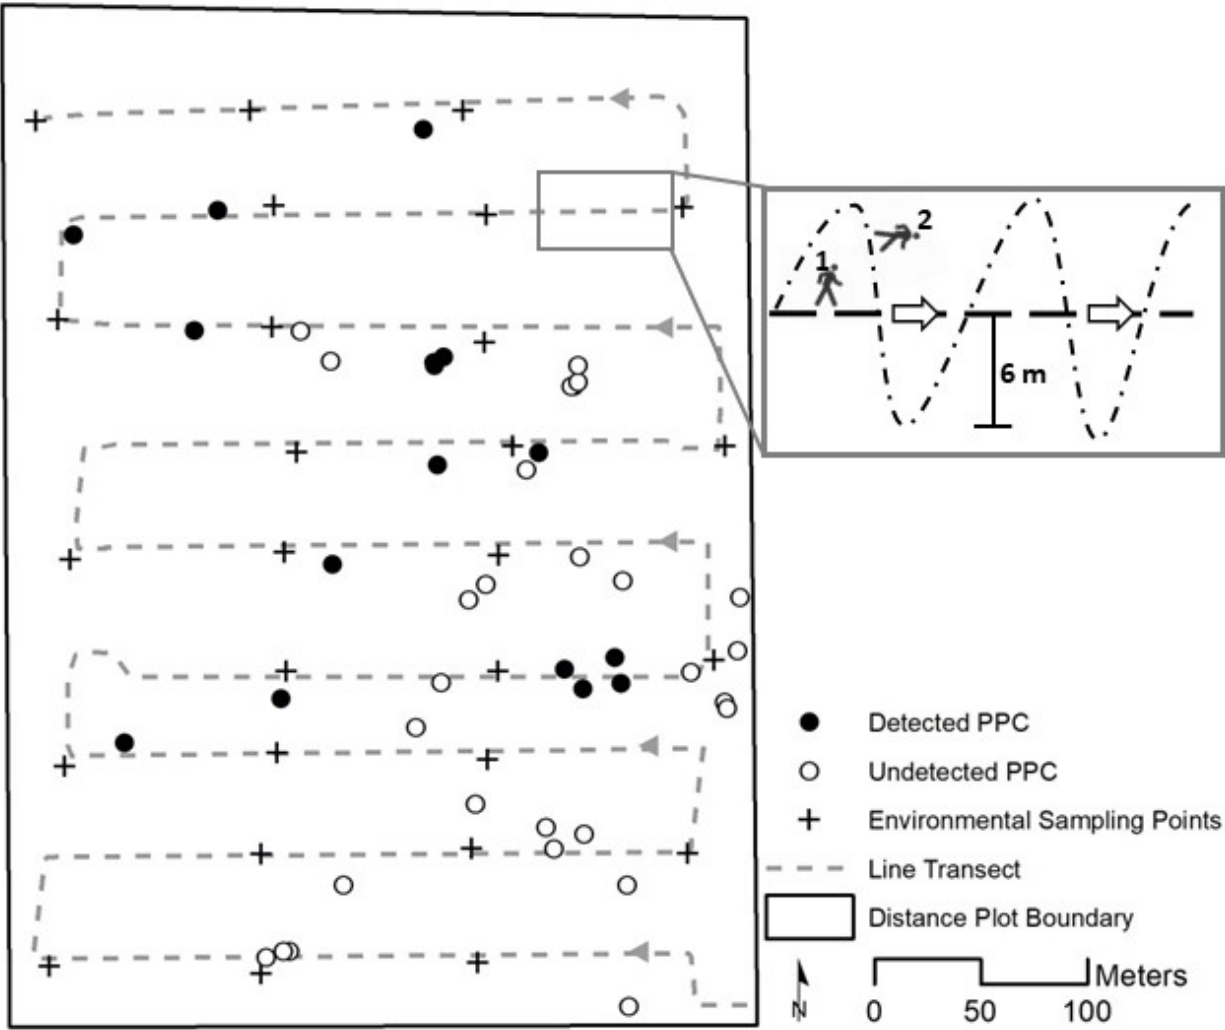 1
2
6 m
Detected PPC
Undetected PPC
Environmental Sampling Points
Line Transect
Distance Plot Boundary
N
Meters
0 50 100